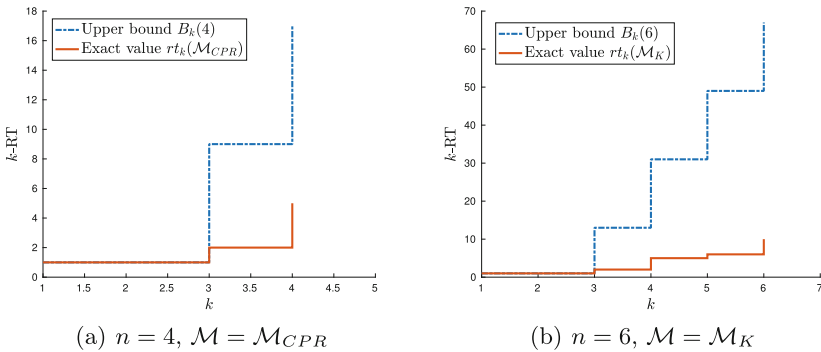 18
16
14
12
10
8
6
4
2
0
k-RT
1 1.5 2 2.5 3 3.5 4 4.5 5
k
Upper bound B_k(4)
Exact value rt_k(ℳ_CPR)
(a) n = 4, ℳ = ℳ_CPR
70
60
50
40
30
20
10
0
k-RT
1 2 3 4 5 6 7
k
Upper bound B_k(6)
Exact value rt_k(ℳ_K)
(b) n = 6, ℳ = ℳ_K